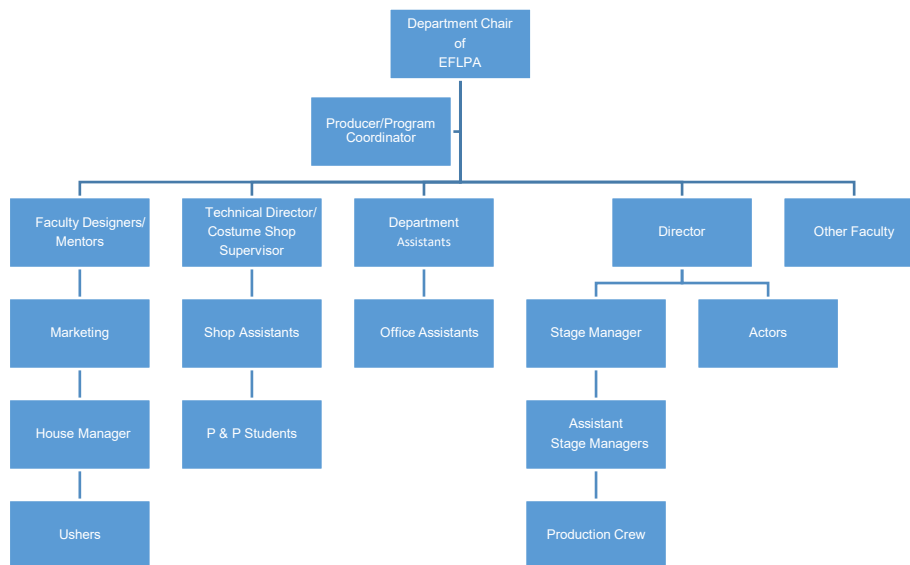 Department Chair
of
EFLPA
Producer/Program
Coordinator
Faculty Designers/
Mentors
Technical Director/
Costume Shop
Supervisor
Department
Assistants
Director
Other Faculty
Marketing
Shop Assistants
Office Assistants
Stage Manager
Actors
House Manager
P & P Students
Assistant
Stage Managers
Ushers
Production Crew